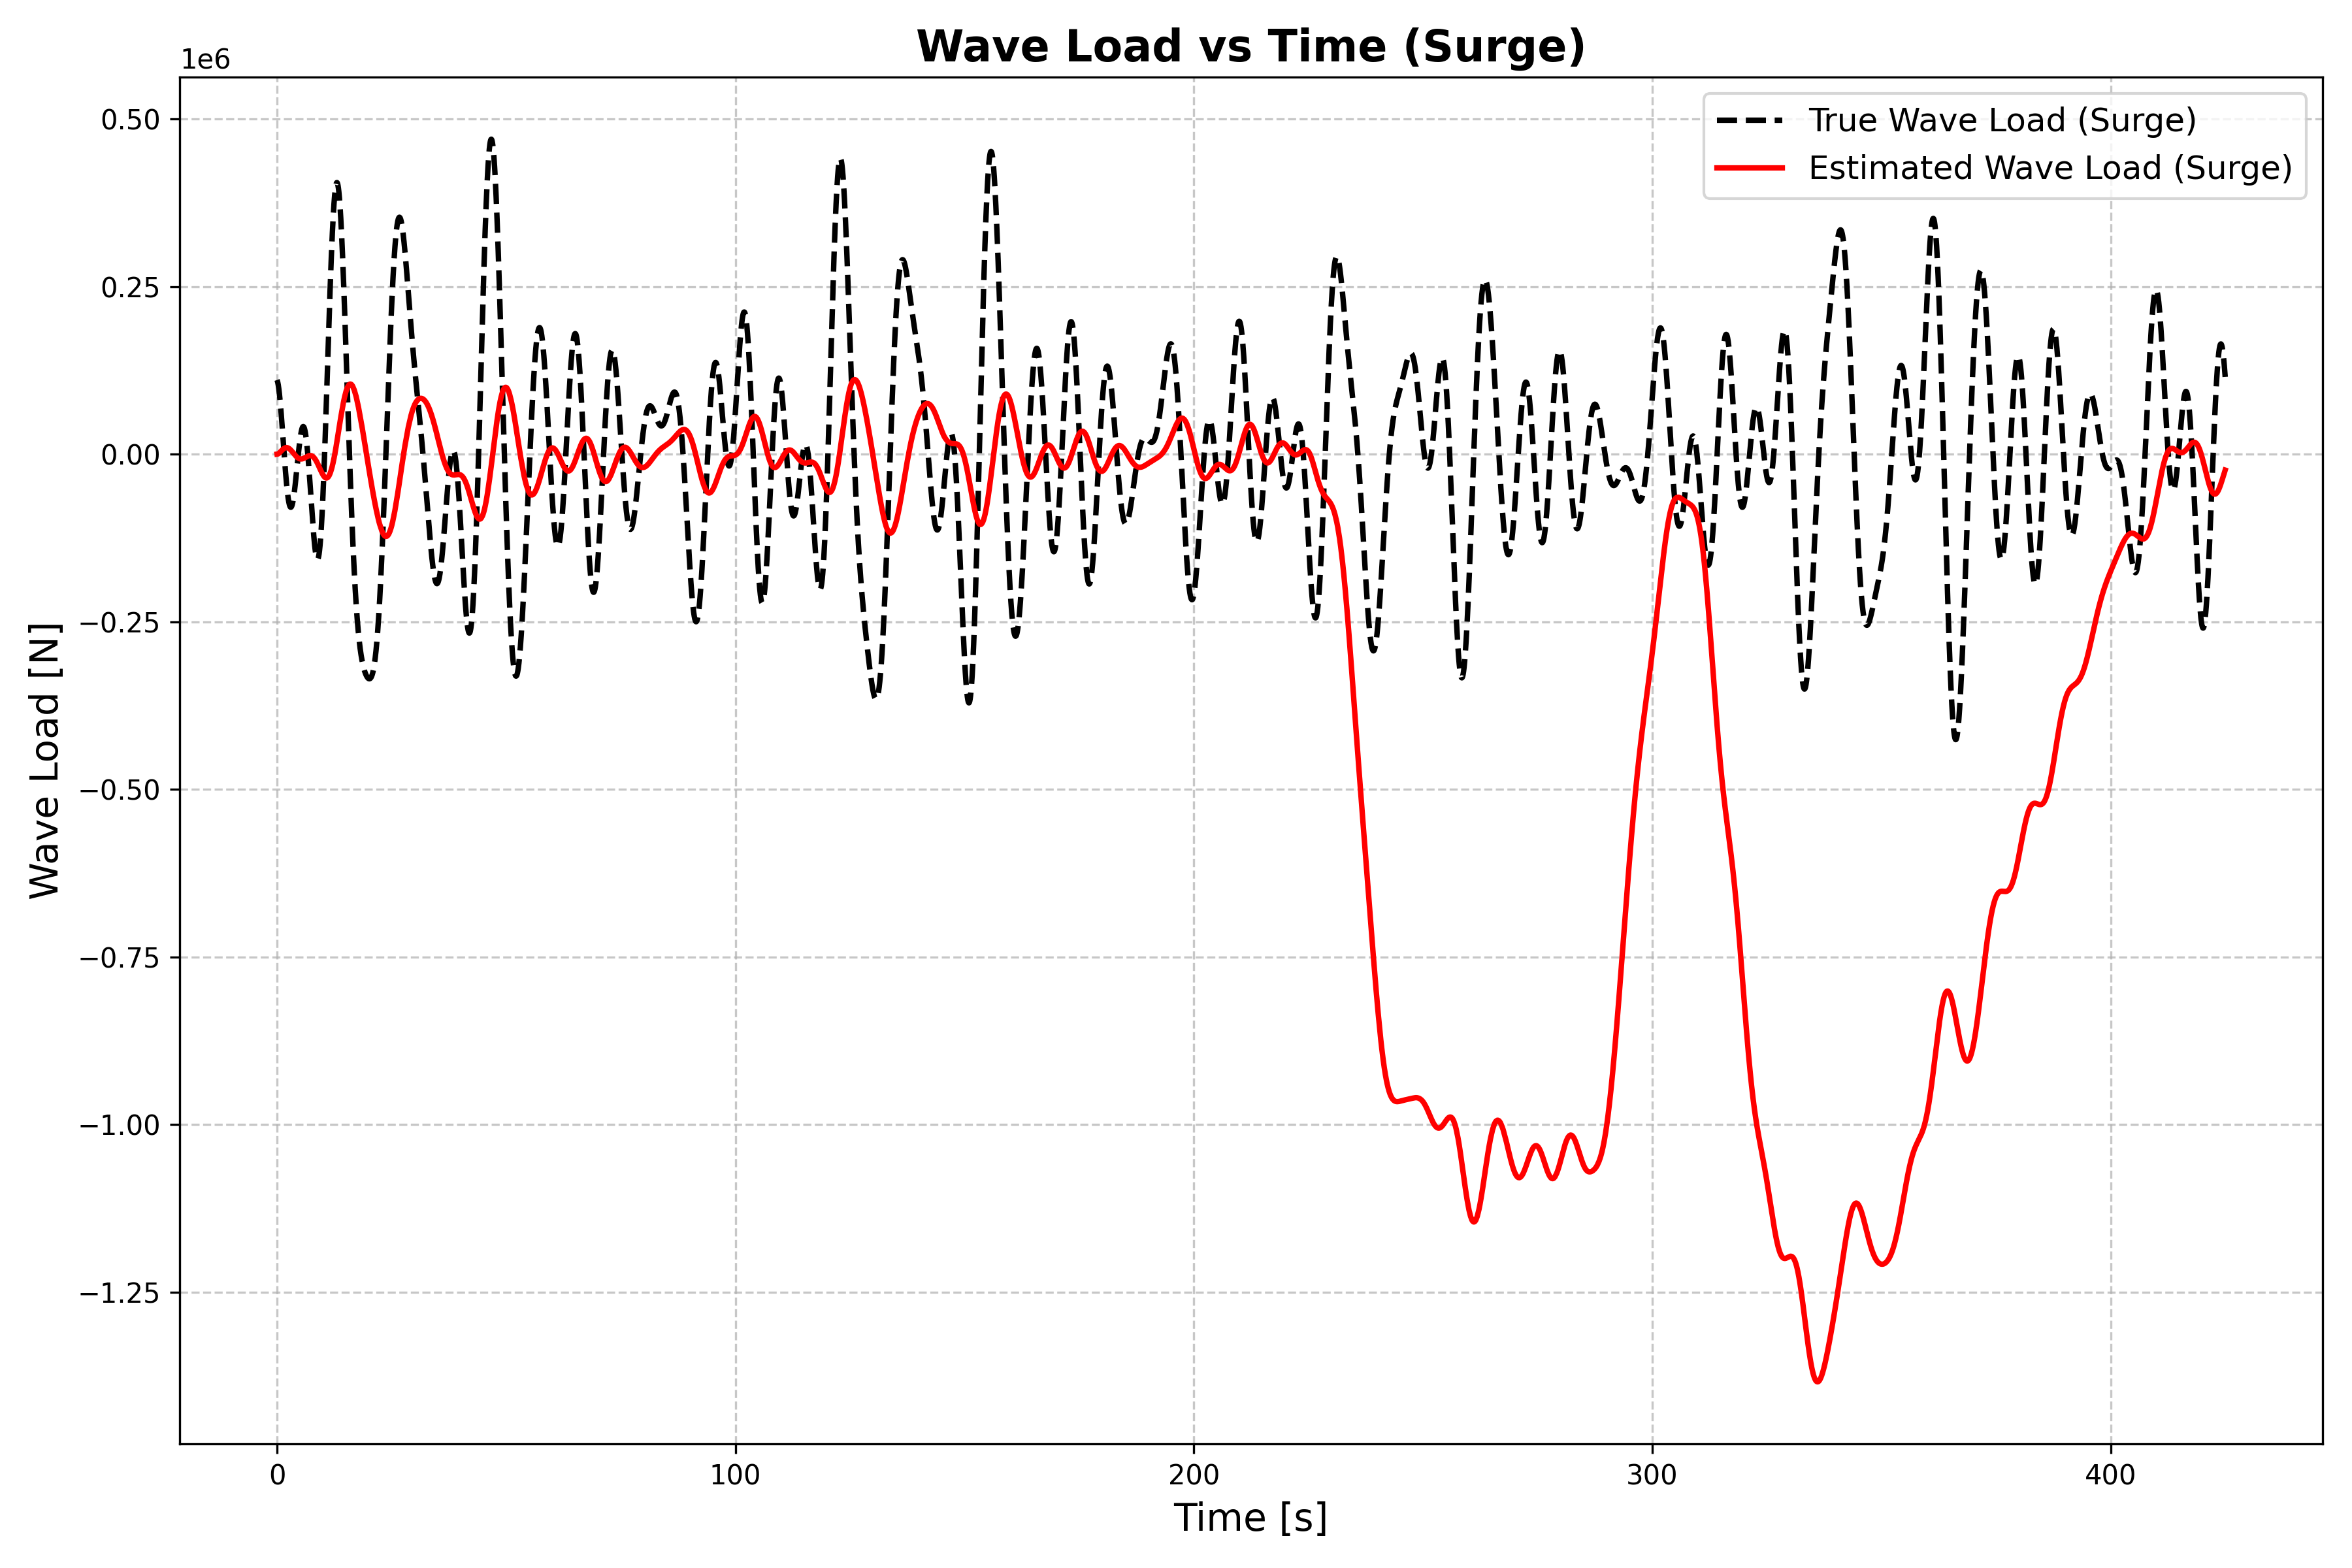 Wave Load vs Time (Surge)
1e6
True Wave Load (Surge)
Estimated Wave Load (Surge)
0.50
0.25
0.00
−0.25
−0.50
−0.75
−1.00
−1.25
Wave Load [N]
0 100 200 300 400
Time [s]